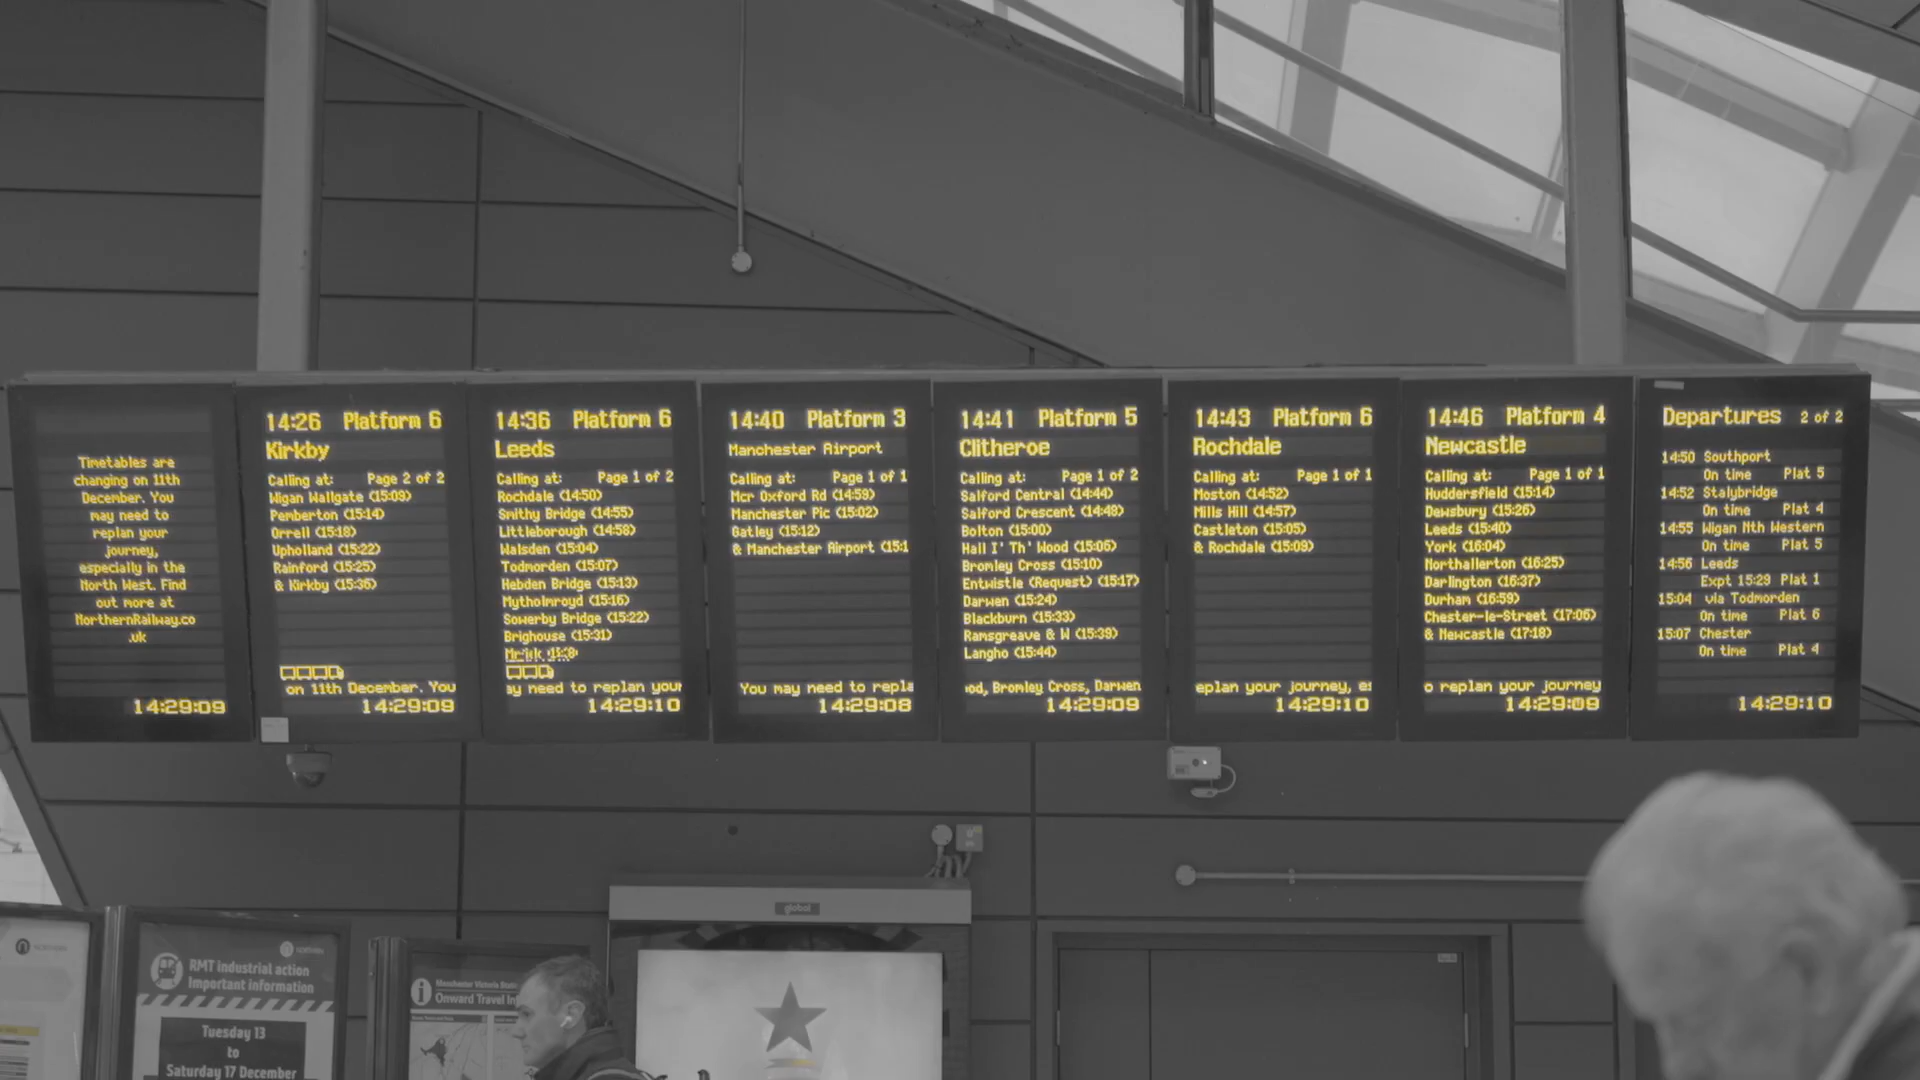 Timetables are
changing on 11th
December. You
may need to
replan your
journey,
especially in the
North West. Find
out more at
NorthernRailway.co
.uk
14:29:09
14:26 Platform 6
Kirkby
Calling at: Page 2 of 2
Wigan Wallgate (15:09)
Pemberton (15:14)
Orrell (15:18)
Upholland (15:22)
Rainford (15:25)
& Kirkby (15:36)
on 11th December. You
14:29:09
14:36 Platform 6
Leeds
Calling at: Page 1 of 2
Rochdale (14:50)
Smithy Bridge (14:55)
Littleborough (14:58)
Walsden (15:04)
Todmorden (15:07)
Hebden Bridge (15:13)
Mytholmroyd (15:16)
Sowerby Bridge (15:22)
Brighouse (15:31)
ay need to replan your
14:29:10
14:40 Platform 3
Manchester Airport
Calling at: Page 1 of 1
Mcr Oxford Rd (14:59)
Manchester Pic (15:02)
Gatley (15:12)
& Manchester Airport (15:1
You may need to repla
14:29:08
14:41 Platform 5
Clitheroe
Calling at: Page 1 of 2
Salford Central (14:44)
Salford Crescent (14:48)
Bolton (15:00)
Hall I' Th' Wood (15:06)
Bromley Cross (15:10)
Entwistle (Request) (15:17)
Darwen (15:24)
Blackburn (15:33)
Ramsgreave & W (15:39)
Langho (15:44)
od, Bromley Cross, Darwen
14:29:09
14:43 Platform 6
Rochdale
Calling at: Page 1 of 1
Moston (14:52)
Mills Hill (14:57)
Castleton (15:05)
& Rochdale (15:09)
eplan your journey, es
14:29:10
14:46 Platform 4
Newcastle
Calling at: Page 1 of 1
Huddersfield (15:14)
Dewsbury (15:26)
Leeds (15:40)
York (16:04)
Northallerton (16:25)
Darlington (16:37)
Durham (16:59)
Chester-le-Street (17:06)
& Newcastle (17:18)
o replan your journey
14:29:09
Departures 2 of 2
14:50 Southport
On time Plat 5
14:52 Stalybridge
On time Plat 4
14:55 Wigan Nth Western
On time Plat 5
14:56 Leeds
Expt 15:29 Plat 1
15:04 via Todmorden
On time Plat 6
15:07 Chester
On time Plat 4
14:29:10
global
NORTHERN
NORTHERN
RMT industrial action
Important information
Tuesday 13
to
Saturday 17 December
Manchester Victoria Stati
Onward Travel In